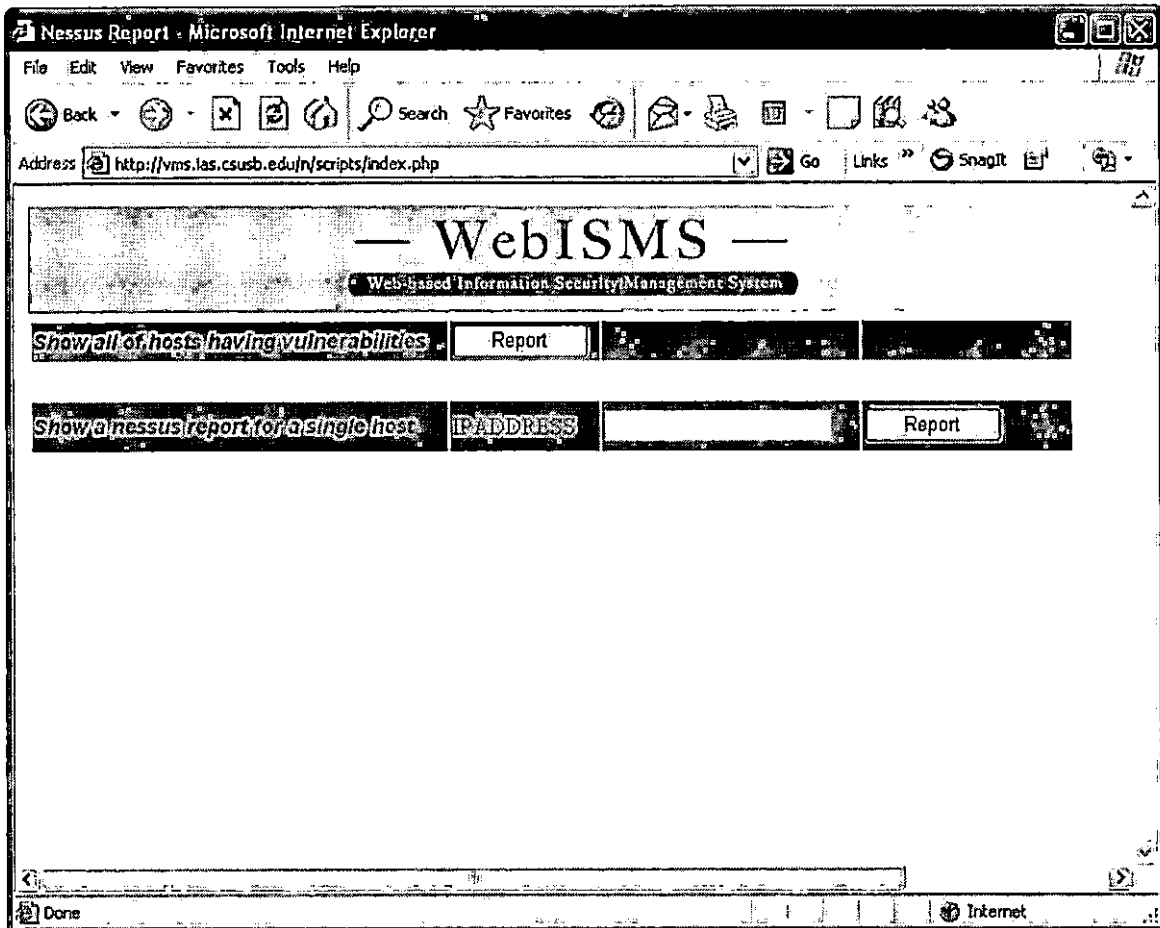 Nessus Report - Microsoft Internet Explorer
File Edit View Favorites Tools Help
Back Search Favorites
Address http://vms.ias.csusb.edu/n/scripts/index.php Go Links » SnagIt
— WebISMS —
Web-based Information Security Management System
Show all of hosts having vulnerabilities Report
Show a nessus report for a single host IPADDRESS Report
Done Internet